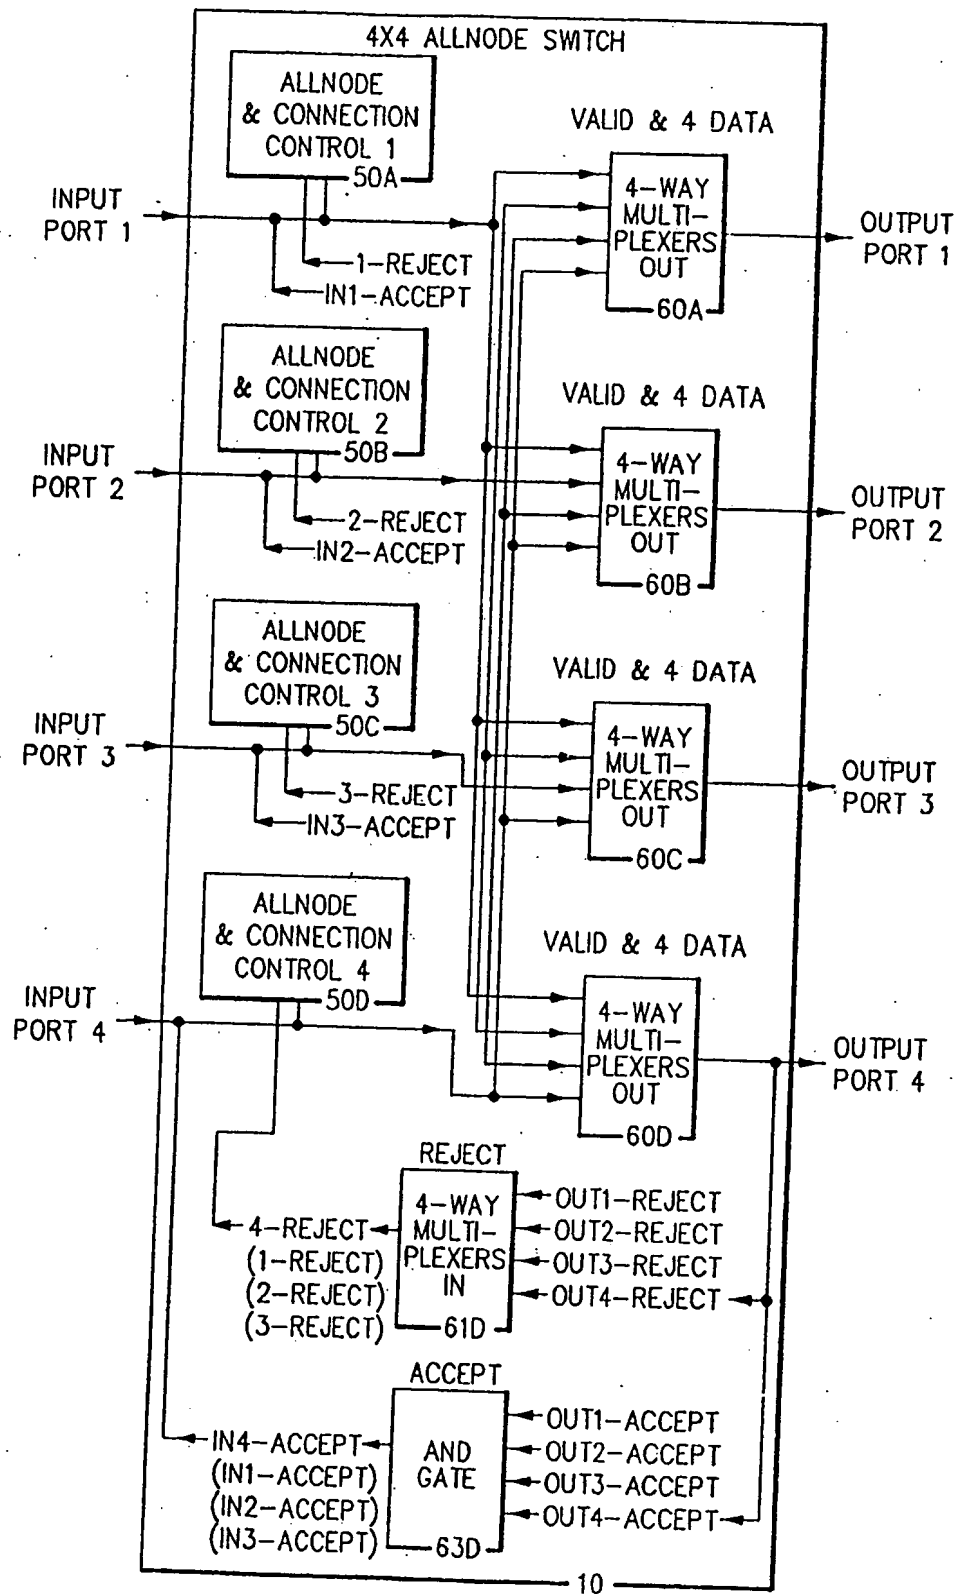 4X4 ALLNODE SWITCH
ALLNODE
& CONNECTION
CONTROL 1
50A
VALID & 4 DATA
4-WAY
MULTI-
PLEXERS
OUT
60A
INPUT
PORT 1
OUTPUT
PORT 1
1-REJECT
IN1-ACCEPT
ALLNODE
& CONNECTION
CONTROL 2
50B
VALID & 4 DATA
4-WAY
MULTI-
PLEXERS
OUT
60B
INPUT
PORT 2
OUTPUT
PORT 2
2-REJECT
IN2-ACCEPT
ALLNODE
& CONNECTION
CONTROL 3
50C
VALID & 4 DATA
4-WAY
MULTI-
PLEXERS
OUT
60C
INPUT
PORT 3
OUTPUT
PORT 3
3-REJECT
IN3-ACCEPT
ALLNODE
& CONNECTION
CONTROL 4
50D
VALID & 4 DATA
4-WAY
MULTI-
PLEXERS
OUT
60D
INPUT
PORT 4
OUTPUT
PORT 4
REJECT
4-WAY
MULTI-
PLEXERS
IN
61D
4-REJECT
(1-REJECT)
(2-REJECT)
(3-REJECT)
OUT1-REJECT
OUT2-REJECT
OUT3-REJECT
OUT4-REJECT
ACCEPT
AND
GATE
63D
IN4-ACCEPT
(IN1-ACCEPT)
(IN2-ACCEPT)
(IN3-ACCEPT)
OUT1-ACCEPT
OUT2-ACCEPT
OUT3-ACCEPT
OUT4-ACCEPT
10